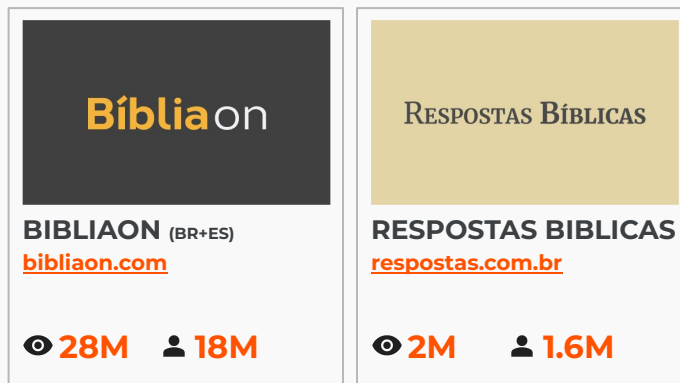 Bíbliaon
BIBLIAON (BR+ES)
bibliaon.com
28M 18M
RESPOSTAS BÍBLICAS
RESPOSTAS BIBLICAS
respostas.com.br
2M 1.6M